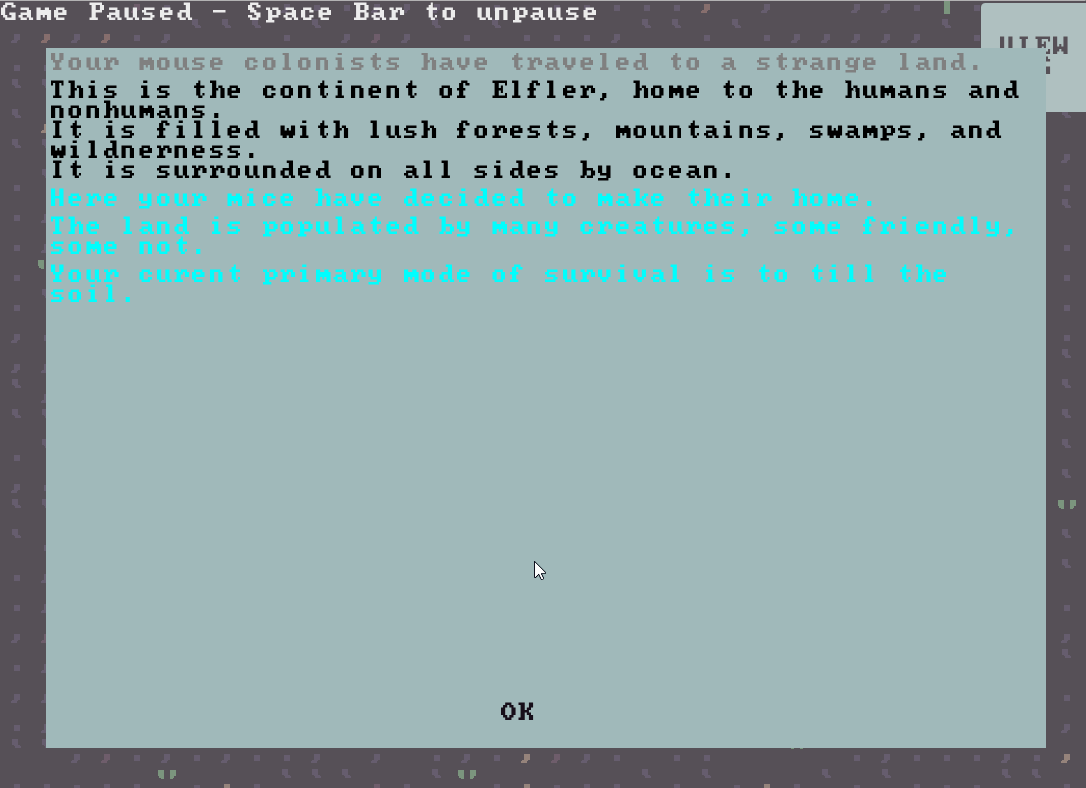 Game Paused - Space Bar to unpause
VIEW
Your mouse colonists have traveled to a strange land.
This is the continent of Elfler, home to the humans and
nonhumans.
It is filled with lush forests, mountains, swamps, and
wildnerness.
It is surrounded on all sides by ocean.
Here your mice have decided to make their home.
The land is populated by many creatures, some friendly,
some not.
Your curent primary mode of survival is to till the
soil.
OK